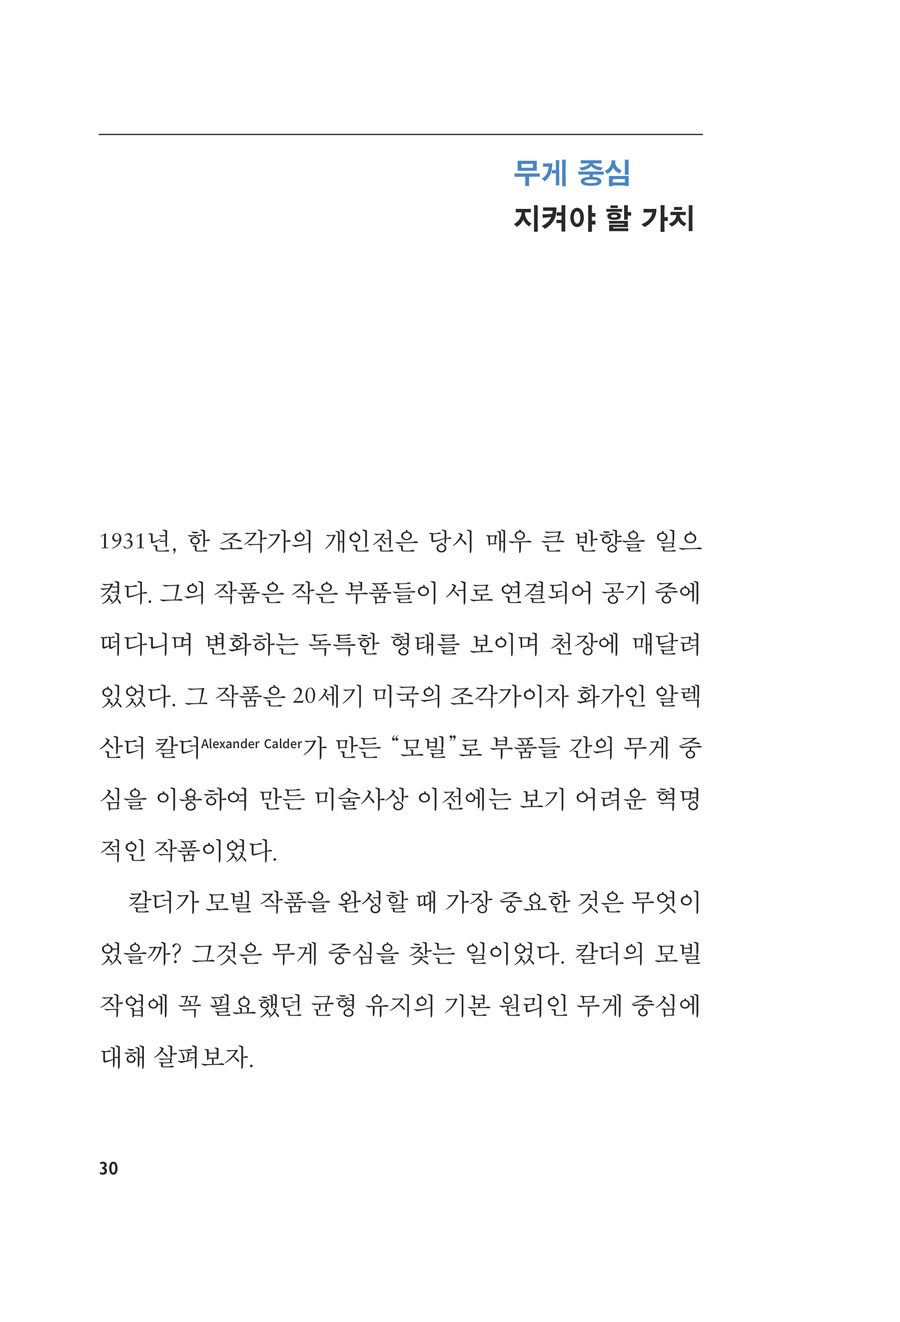 무게 중심
지켜야 할 가치
1931년, 한 조각가의 개인전은 당시 매우 큰 반향을 일으
켰다. 그의 작품은 작은 부품들이 서로 연결되어 공기 중에
떠다니며 변화하는 독특한 형태를 보이며 천장에 매달려
있었다. 그 작품은 20세기 미국의 조각가이자 화가인 알렉
산더 칼더Alexander Calder가 만든 “모빌”로 부품들 간의 무게 중
심을 이용하여 만든 미술사상 이전에는 보기 어려운 혁명
적인 작품이었다.
칼더가 모빌 작품을 완성할 때 가장 중요한 것은 무엇이
었을까? 그것은 무게 중심을 찾는 일이었다. 칼더의 모빌
작업에 꼭 필요했던 균형 유지의 기본 원리인 무게 중심에
대해 살펴보자.
30